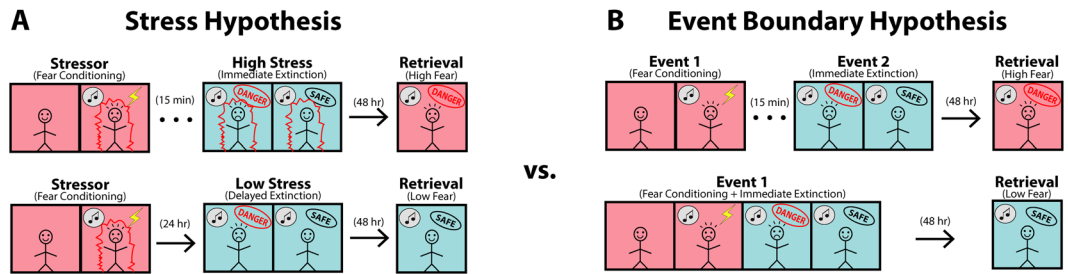 A Stress Hypothesis
Stressor
(Fear Conditioning)
(15 min)
High Stress
(Immediate Extinction)
DANGER
SAFE
(48 hr)
Retrieval
(High Fear)
DANGER
Stressor
(Fear Conditioning)
(24 hr)
Low Stress
(Delayed Extinction)
DANGER
SAFE
(48 hr)
Retrieval
(Low Fear)
SAFE
vs.
B Event Boundary Hypothesis
Event 1
(Fear Conditioning)
(15 min)
Event 2
(Immediate Extinction)
DANGER
SAFE
(48 hr)
Retrieval
(High Fear)
DANGER
Event 1
(Fear Conditioning + Immediate Extinction)
DANGER
SAFE
(48 hr)
Retrieval
(Low Fear)
SAFE